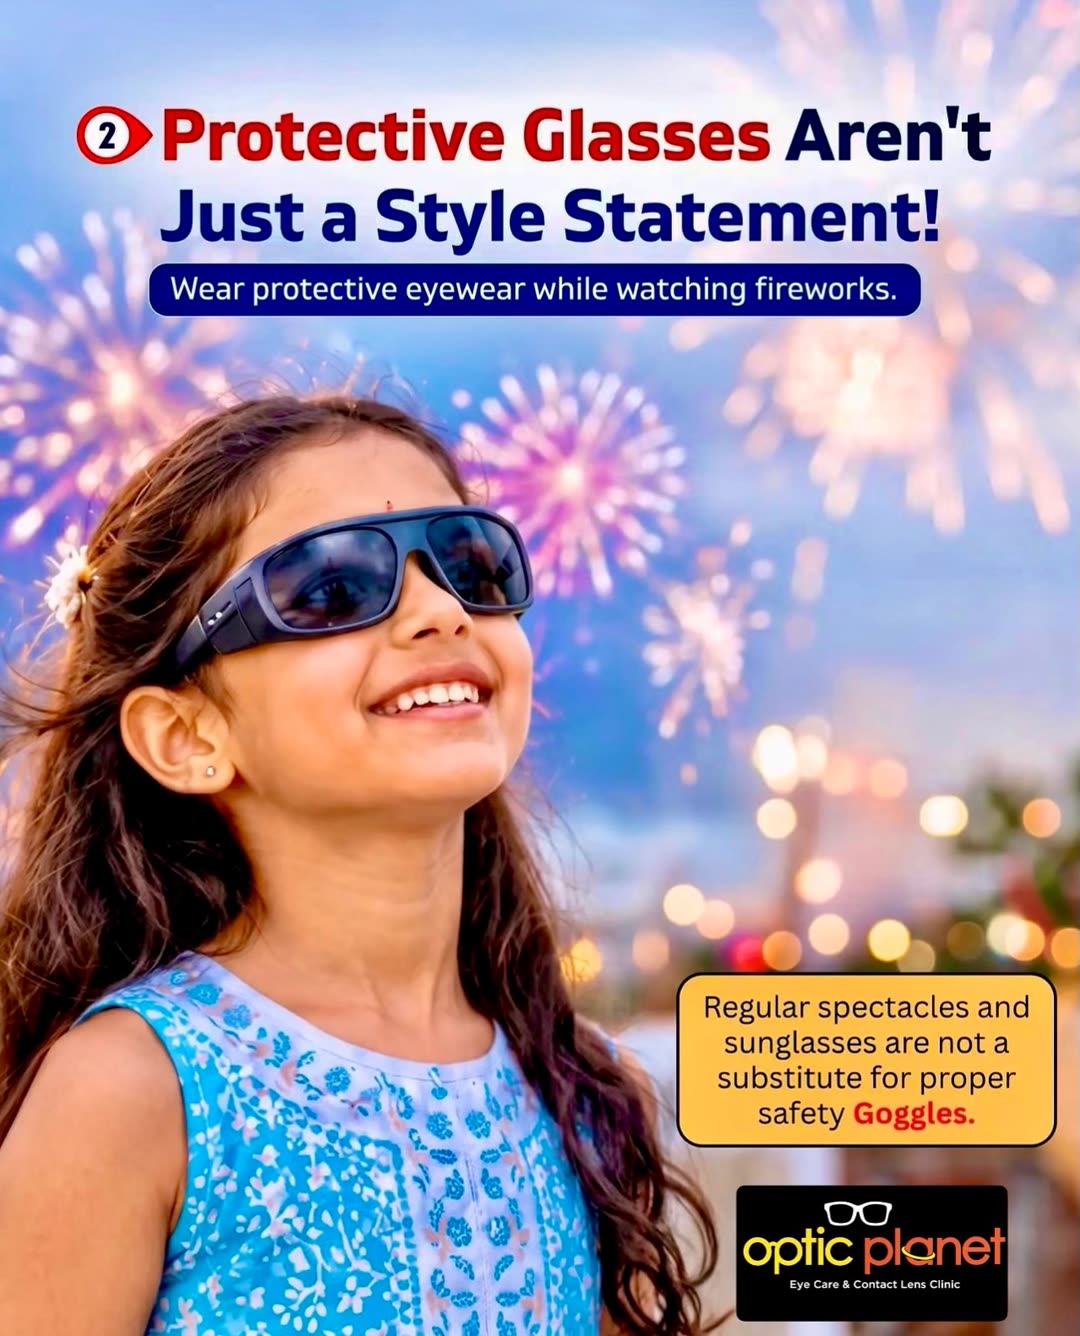 2 Protective Glasses Aren't
Just a Style Statement!
Wear protective eyewear while watching fireworks.
Regular spectacles and
sunglasses are not a
substitute for proper
safety Goggles.
optic planet
Eye Care & Contact Lens Clinic